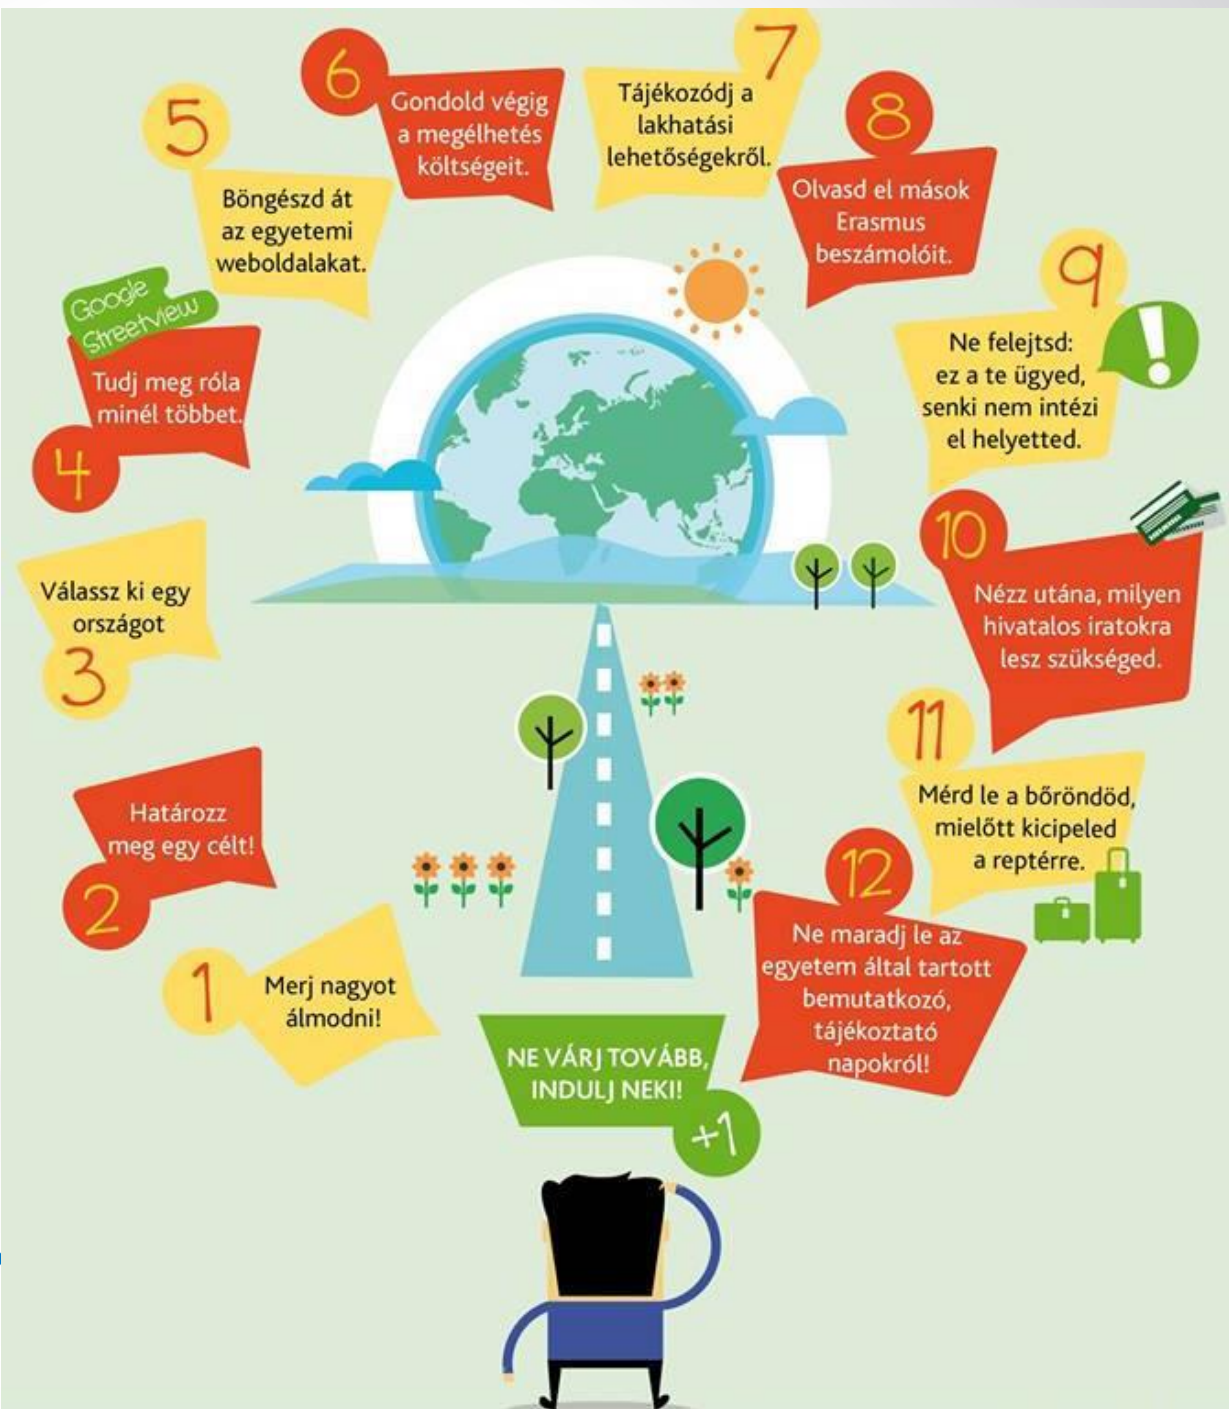 1
Merj nagyot
álmodni!
2
Határozz
meg egy célt!
3
Válassz ki egy
országot
4
Google
Streetview
Tudj meg róla
minél többet.
5
Böngészd át
az egyetemi
weboldalakat.
6
Gondold végig
a megélhetés
költségeit.
7
Tájékozódj a
lakhatási
lehetőségekről.
8
Olvasd el mások
Erasmus
beszámolóit.
9
Ne felejtsd:
ez a te ügyed,
senki nem intézi
el helyetted.
!
10
Nézz utána, milyen
hivatalos iratokra
lesz szükséged.
11
Mérd le a bőröndöd,
mielőtt kicipeled
a reptérre.
12
Ne maradj le az
egyetem által tartott
bemutatkozó,
tájékoztató
napokról!
NE VÁRJ TOVÁBB,
INDULJ NEKI!
+1